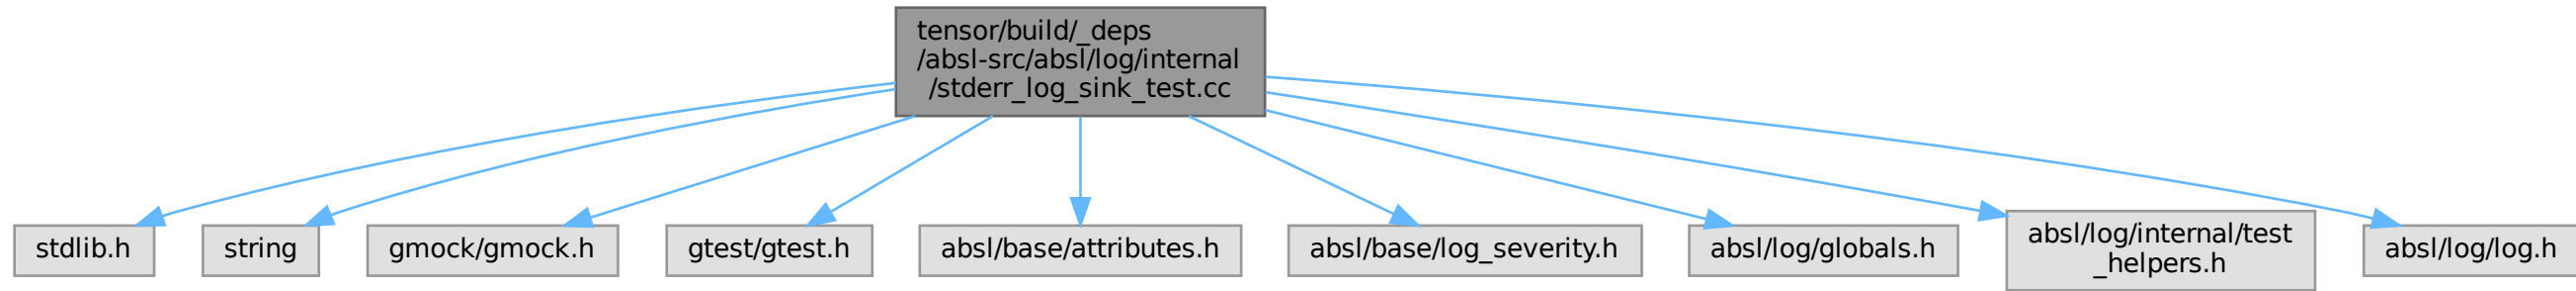 tensor/build/_deps
/absl-src/absl/log/internal
/stderr_log_sink_test.cc
stdlib.h
string
gmock/gmock.h
gtest/gtest.h
absl/base/attributes.h
absl/base/log_severity.h
absl/log/globals.h
absl/log/internal/test
_helpers.h
absl/log/log.h